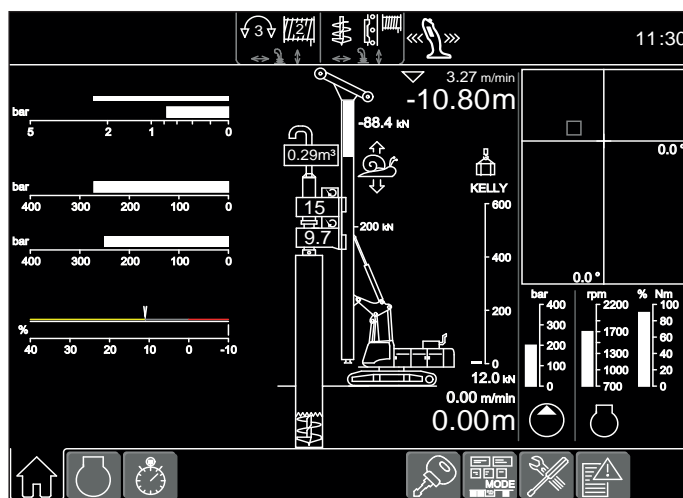 3 2 11:30
3.27 m/min
-10.80m
bar
5 2 1 0
-88.4 kN
0.29m³
0.0 °
KELLY
bar
400 300 200 100 0
15
600
200 kN
9.7
bar
400 300 200 100 0
400
0.0 °
bar rpm % Nm
400 2200 100
300 80
200 1700 60
1300 40
100 1000 20
0 700 0
200
%
40 30 20 10 0 -10
0
12.0 kN
0.00 m/min
0.00m
MODE